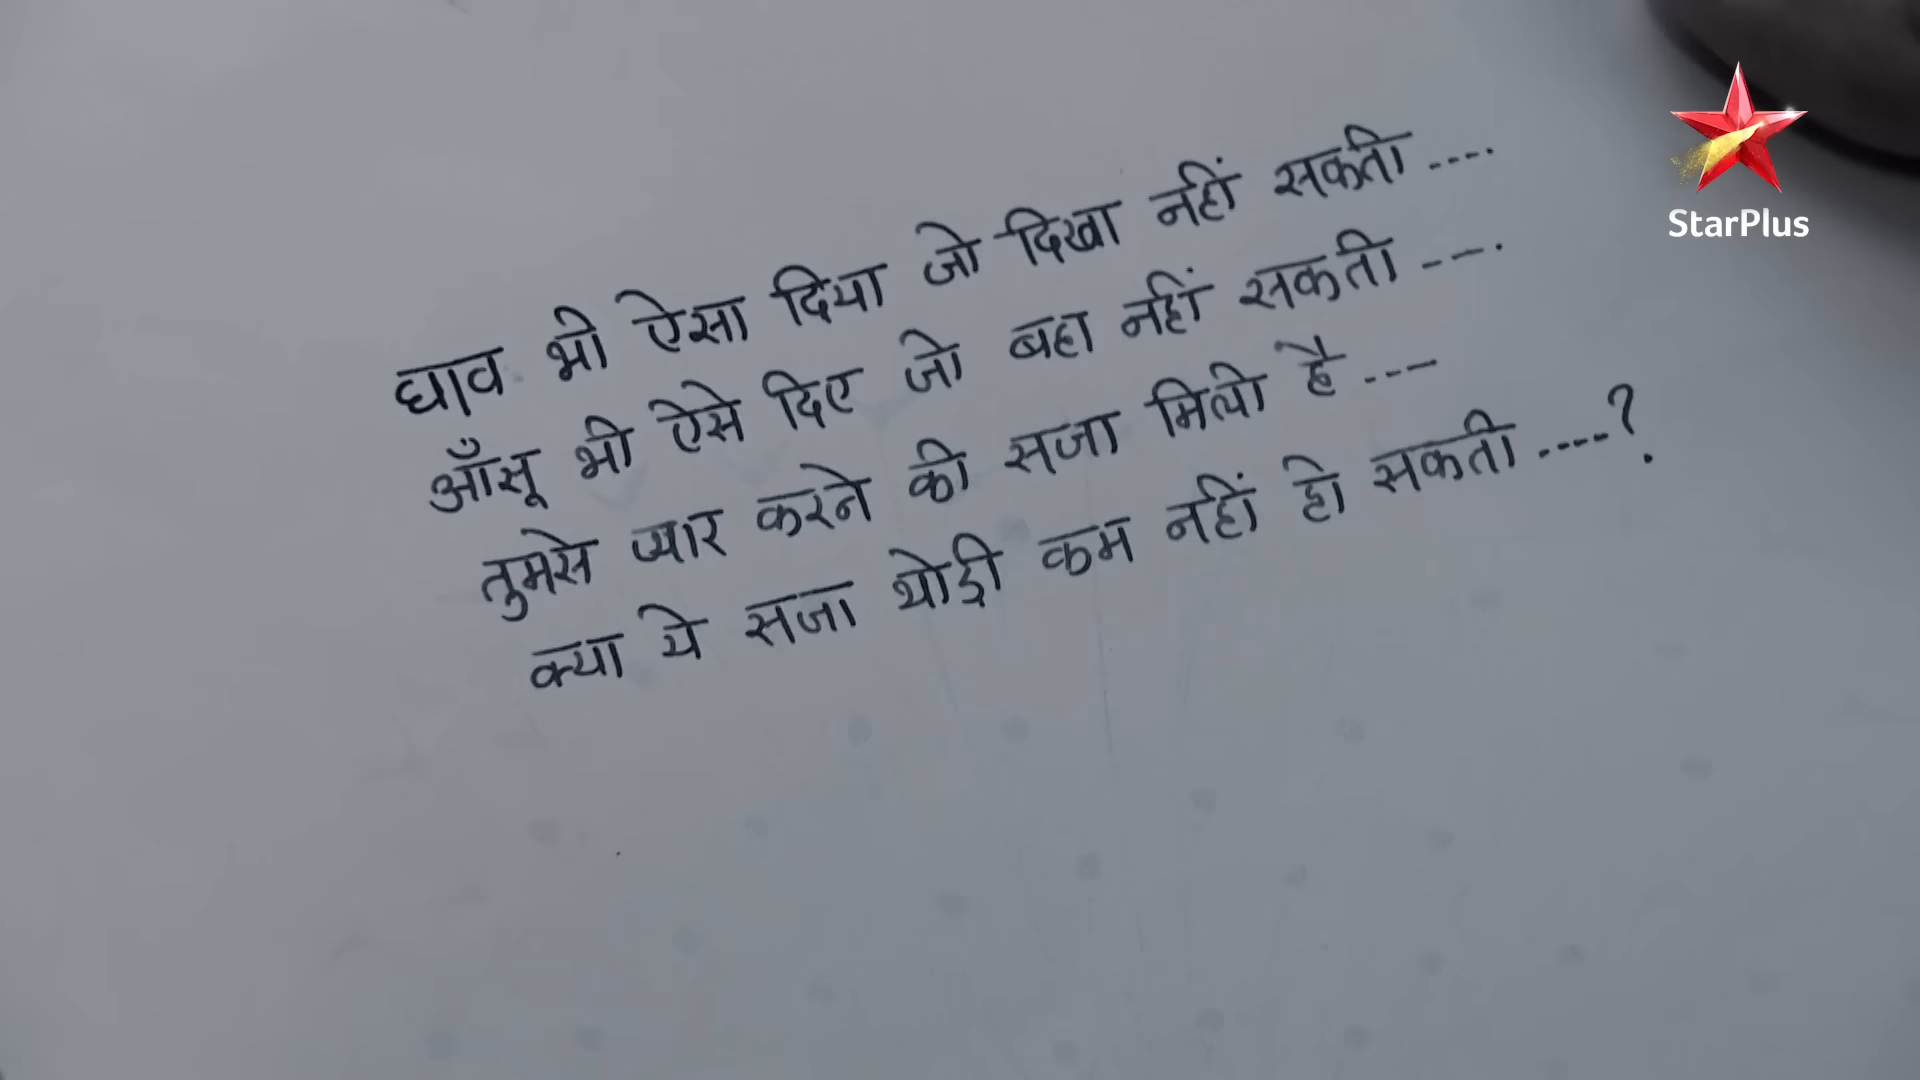 घाव भी ऐसा दिया जो दिखा नहीं सकती ----.
आँसू भी ऐसे दिए जो बहा नहीं सकती ---.
तुमसे प्यार करने की सजा मिली है ----
क्या ये सजा थोड़ी कम नहीं हो सकती ----?
StarPlus